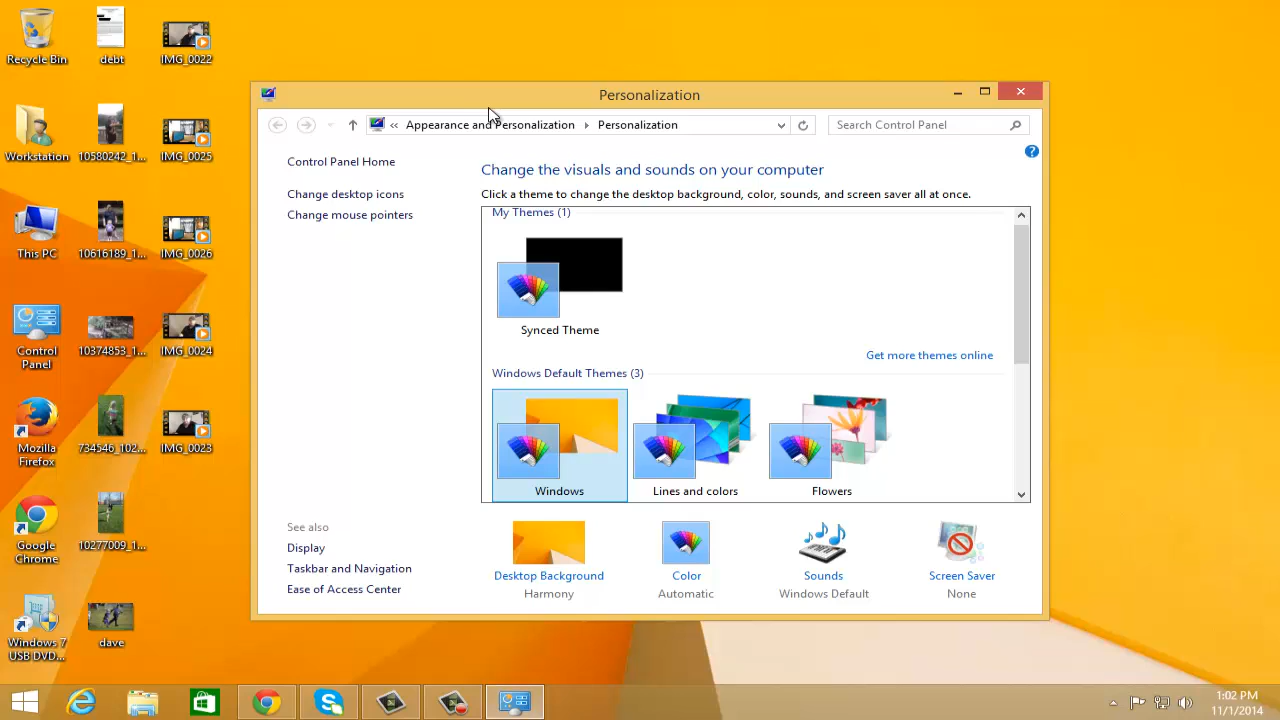 Recycle Bin
debt
IMG_0022
Workstation
10580242_1...
IMG_0025
This PC
10616189_1...
IMG_0026
Control
Panel
10374853_1...
IMG_0024
Mozilla
Firefox
734546_102...
IMG_0023
Google
Chrome
10277009_1...
Windows 7
USB DVD...
dave
Personalization
« Appearance and Personalization
Personalization
Search Control Panel
Control Panel Home
Change desktop icons
Change mouse pointers
Change the visuals and sounds on your computer
Click a theme to change the desktop background, color, sounds, and screen saver all at once.
My Themes (1)
Synced Theme
Get more themes online
Windows Default Themes (3)
Windows
Lines and colors
Flowers
See also
Display
Taskbar and Navigation
Ease of Access Center
Desktop Background
Harmony
Color
Automatic
Sounds
Windows Default
Screen Saver
None
1:02 PM
11/1/2014